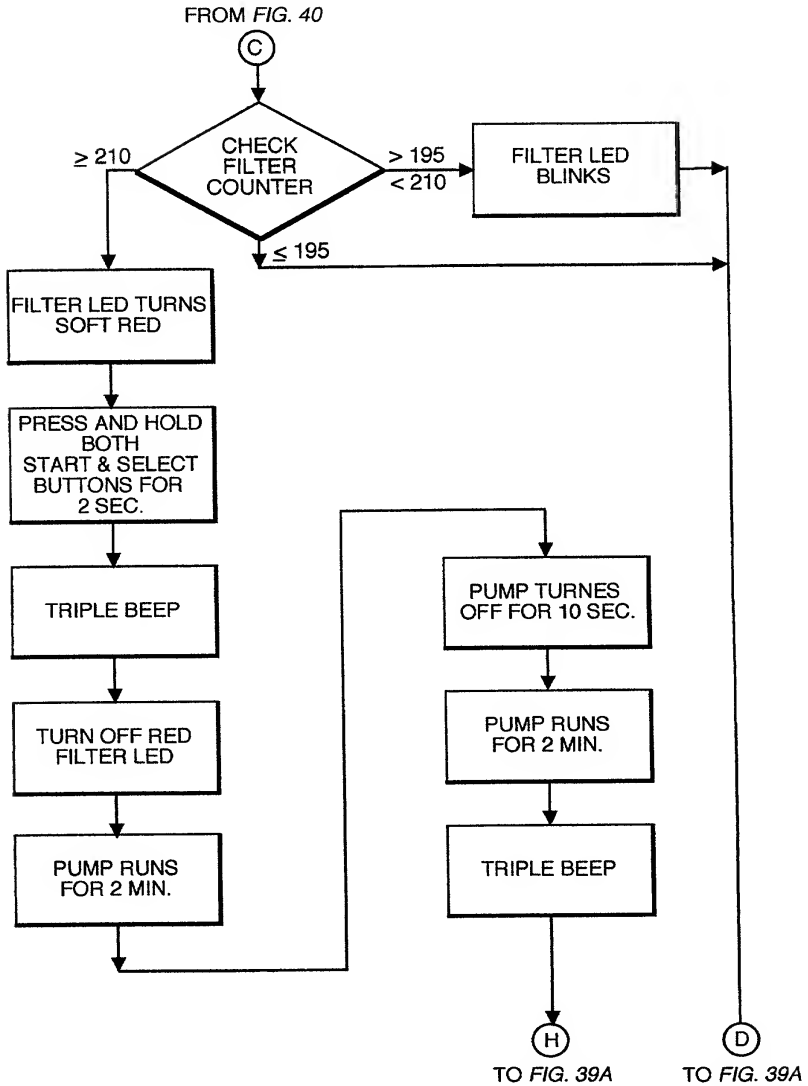 FROM FIG. 40
C
CHECK
FILTER
COUNTER
≥ 210
> 195
< 210
≤ 195
FILTER LED
BLINKS
FILTER LED TURNS
SOFT RED
PRESS AND HOLD
BOTH
START & SELECT
BUTTONS FOR
2 SEC.
TRIPLE BEEP
TURN OFF RED
FILTER LED
PUMP RUNS
FOR 2 MIN.
PUMP TURNES
OFF FOR 10 SEC.
PUMP RUNS
FOR 2 MIN.
TRIPLE BEEP
H
TO FIG. 39A
D
TO FIG. 39A